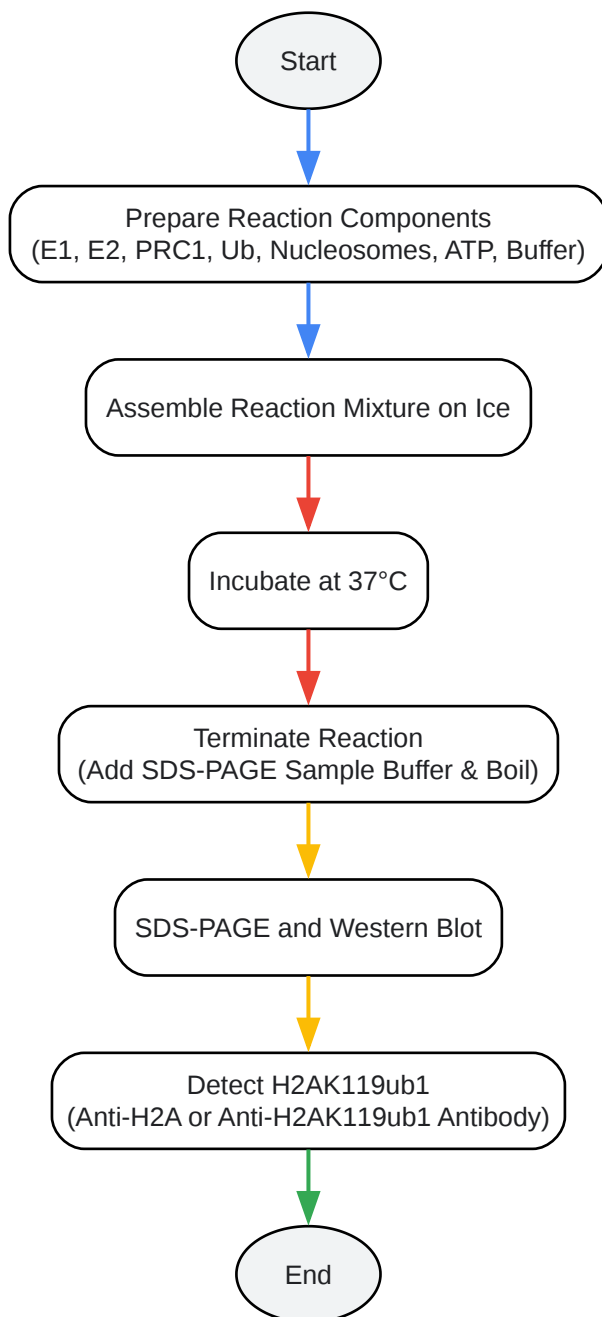 Start
Prepare Reaction Components
(E1, E2, PRC1, Ub, Nucleosomes, ATP, Buffer)
Assemble Reaction Mixture on Ice
Incubate at 37°C
Terminate Reaction
(Add SDS-PAGE Sample Buffer & Boil)
SDS-PAGE and Western Blot
Detect H2AK119ub1
(Anti-H2A or Anti-H2AK119ub1 Antibody)
End